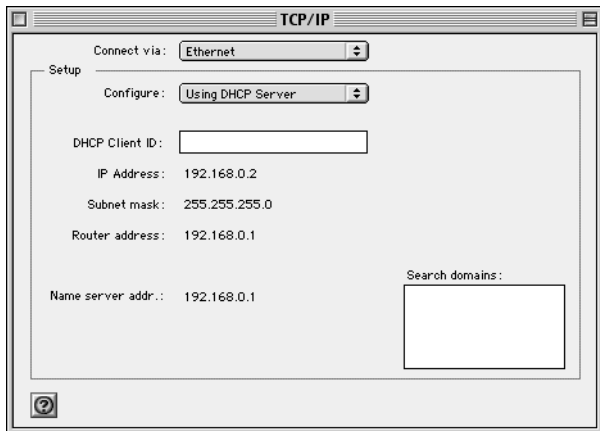 TCP/IP
Connect via: Ethernet
Setup
Configure: Using DHCP Server
DHCP Client ID:
IP Address: 192.168.0.2
Subnet mask: 255.255.255.0
Router address: 192.168.0.1
Search domains:
Name server addr.: 192.168.0.1
?